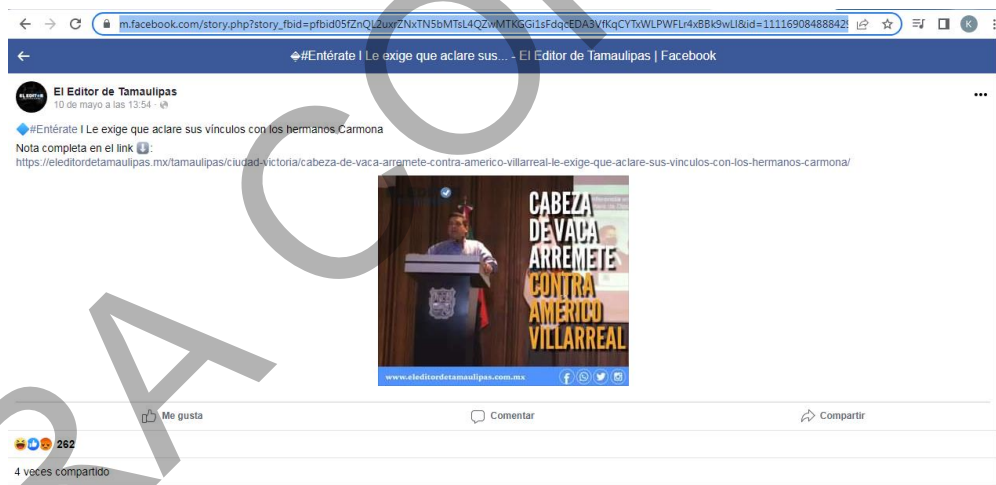 m.facebook.com/story.php?story_fbid=pfbid05fZnQL2uxrZNxTN5bMTsL4QZwMTKGGi1sFdqcEDA3VfKqCYTxWLPWFLr4xBBk9wLl&id=111169084888429
#Entérate l Le exige que aclare sus... - El Editor de Tamaulipas | Facebook
El Editor de Tamaulipas
10 de mayo a las 13:54 ·
#Entérate l Le exige que aclare sus vínculos con los hermanos Carmona
Nota completa en el link ⬇:
https://eleditordetamaulipas.mx/tamaulipas/ciudad-victoria/cabeza-de-vaca-arremete-contra-americo-villarreal-le-exige-que-aclare-sus-vinculos-con-los-hermanos-carmona/
CABEZA
DE VACA
ARREMETE
CONTRA
AMÉRICO
VILLARREAL
www.eleditordetamaulipas.com.mx
Me gusta
Comentar
Compartir
262
4 veces compartido